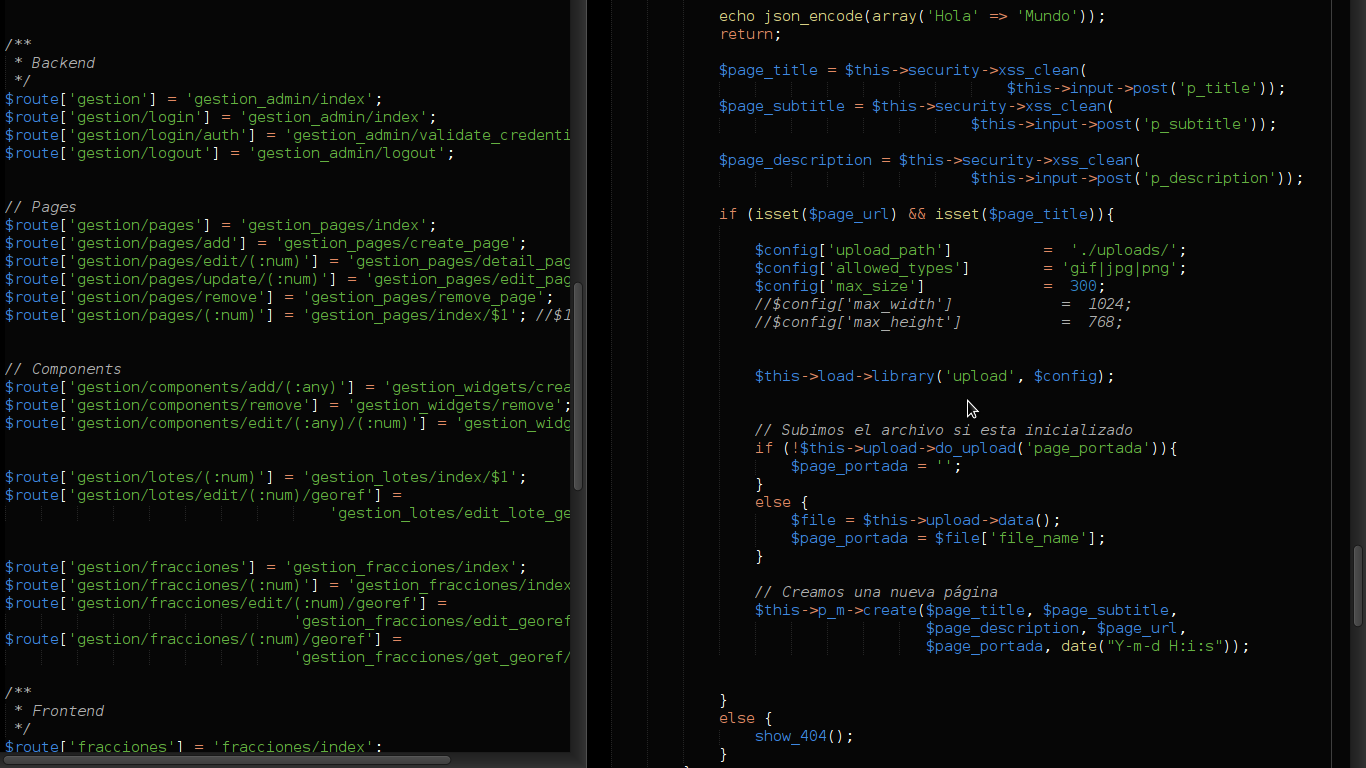 /**
 * Backend
 */
$route['gestion'] = 'gestion_admin/index';
$route['gestion/login'] = 'gestion_admin/index';
$route['gestion/login/auth'] = 'gestion_admin/validate_credenti
$route['gestion/logout'] = 'gestion_admin/logout';
// Pages
$route['gestion/pages'] = 'gestion_pages/index';
$route['gestion/pages/add'] = 'gestion_pages/create_page';
$route['gestion/pages/edit/(:num)'] = 'gestion_pages/detail_pag
$route['gestion/pages/update/(:num)'] = 'gestion_pages/edit_pag
$route['gestion/pages/remove'] = 'gestion_pages/remove_page';
$route['gestion/pages/(:num)'] = 'gestion_pages/index/$1'; //$1
// Components
$route['gestion/components/add/(:any)'] = 'gestion_widgets/crea
$route['gestion/components/remove'] = 'gestion_widgets/remove';
$route['gestion/components/edit/(:any)/(:num)'] = 'gestion_widg
$route['gestion/lotes/(:num)'] = 'gestion_lotes/index/$1';
$route['gestion/lotes/edit/(:num)/georef'] =
'gestion_lotes/edit_lote_ge
$route['gestion/fracciones'] = 'gestion_fracciones/index';
$route['gestion/fracciones/(:num)'] = 'gestion_fracciones/index
$route['gestion/fracciones/edit/(:num)/georef'] =
'gestion_fracciones/edit_georef
$route['gestion/fracciones/(:num)/georef'] =
'gestion_fracciones/get_georef/
/**
 * Frontend
 */
$route['fracciones'] = 'fracciones/index';
echo json_encode(array('Hola' => 'Mundo'));
return;
$page_title = $this->security->xss_clean(
$this->input->post('p_title'));
$page_subtitle = $this->security->xss_clean(
$this->input->post('p_subtitle'));
$page_description = $this->security->xss_clean(
$this->input->post('p_description'));
if (isset($page_url) && isset($page_title)){
$config['upload_path'] = './uploads/';
$config['allowed_types'] = 'gif|jpg|png';
$config['max_size'] = 300;
//$config['max_width'] = 1024;
//$config['max_height'] = 768;
$this->load->library('upload', $config);
// Subimos el archivo si esta inicializado
if (!$this->upload->do_upload('page_portada')){
$page_portada = '';
}
else {
$file = $this->upload->data();
$page_portada = $file['file_name'];
}
// Creamos una nueva página
$this->p_m->create($page_title, $page_subtitle,
$page_description, $page_url,
$page_portada, date("Y-m-d H:i:s"));
}
else {
show_404();
}